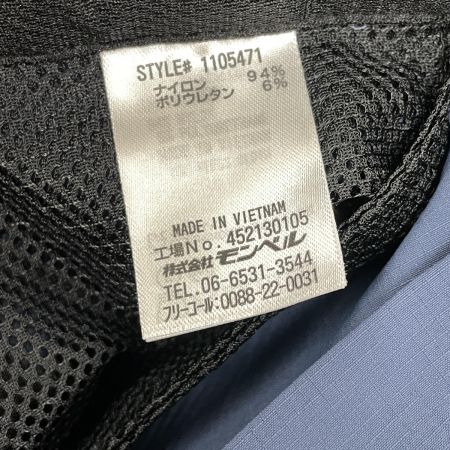 STYLE# 1105471
ナイロン 94%
ポリウレタン 6%
MADE IN VIETNAM
工場No.452130105
株式会社モンベル
TEL.06-6531-3544
フリーコール:0088-22-0031